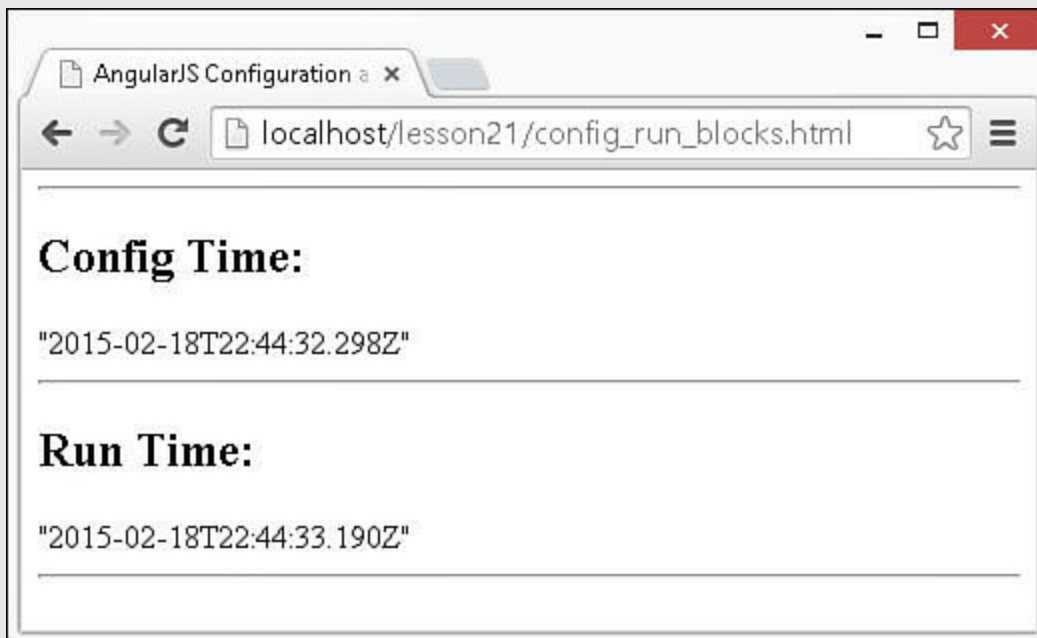 AngularJS Configuration a
localhost/lesson21/config_run_blocks.html
Config Time:
"2015-02-18T22:44:32.298Z"
Run Time:
"2015-02-18T22:44:33.190Z"